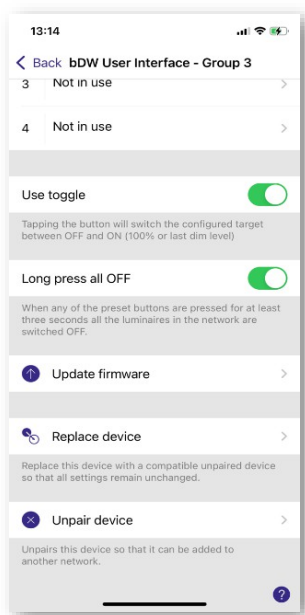 13:14
Back bDW User Interface - Group 3
3 Not in use
4 Not in use
Use toggle
Tapping the button will switch the configured target
between OFF and ON (100% or last dim level)
Long press all OFF
When any of the preset buttons are pressed for at least
three seconds all the luminaires in the network are
switched OFF.
Update firmware
Replace device
Replace this device with a compatible unpaired device
so that all settings remain unchanged.
Unpair device
Unpairs this device so that it can be added to
another network.
?